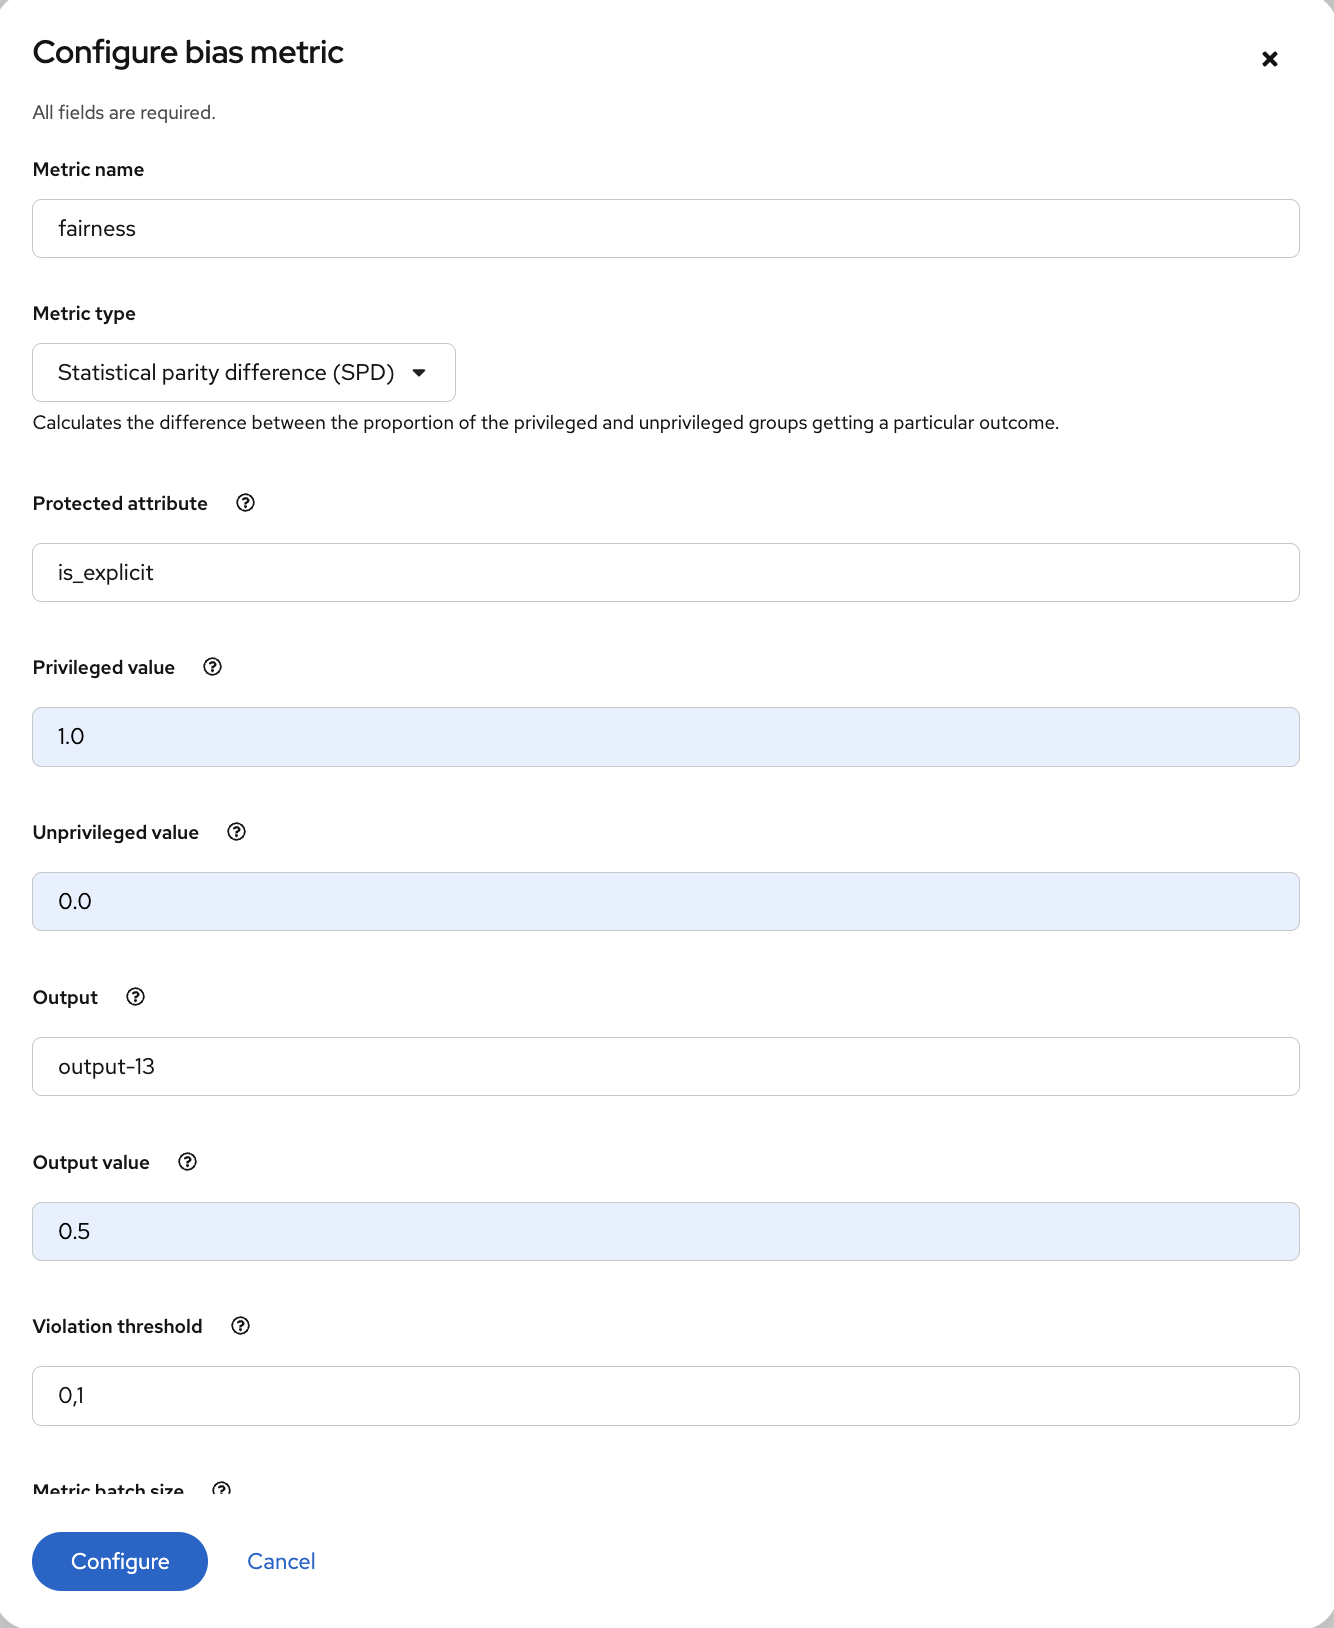 Configure bias metric
All fields are required.
Metric name
fairness
Metric type
Statistical parity difference (SPD)
Calculates the difference between the proportion of the privileged and unprivileged groups getting a particular outcome.
Protected attribute
is_explicit
Privileged value
1.0
Unprivileged value
0.0
Output
output-13
Output value
0.5
Violation threshold
0,1
Metric batch size
Configure Cancel